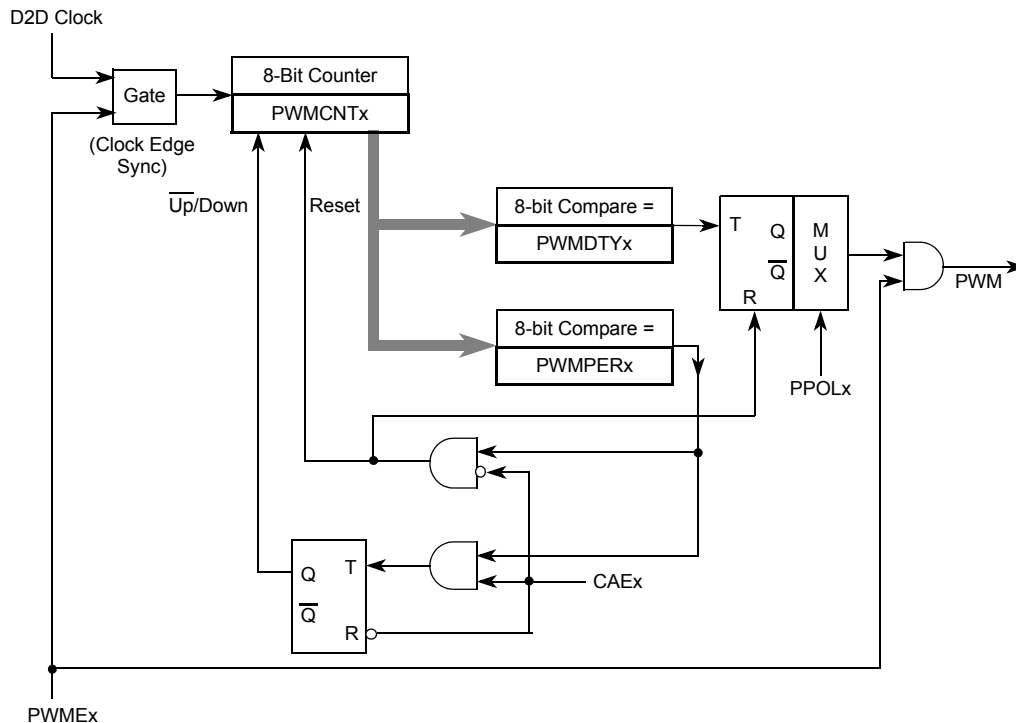 D2D Clock
8-Bit Counter
Gate
PWMCNTx
(Clock Edge
Sync)
U̅p̅/Down
Reset
8-bit Compare =
PWMDTYx
T
Q
Q̅
R
M
U
X
PWM
8-bit Compare =
PWMPERx
PPOLx
CAEx
Q
T
Q̅
R
PWMEx